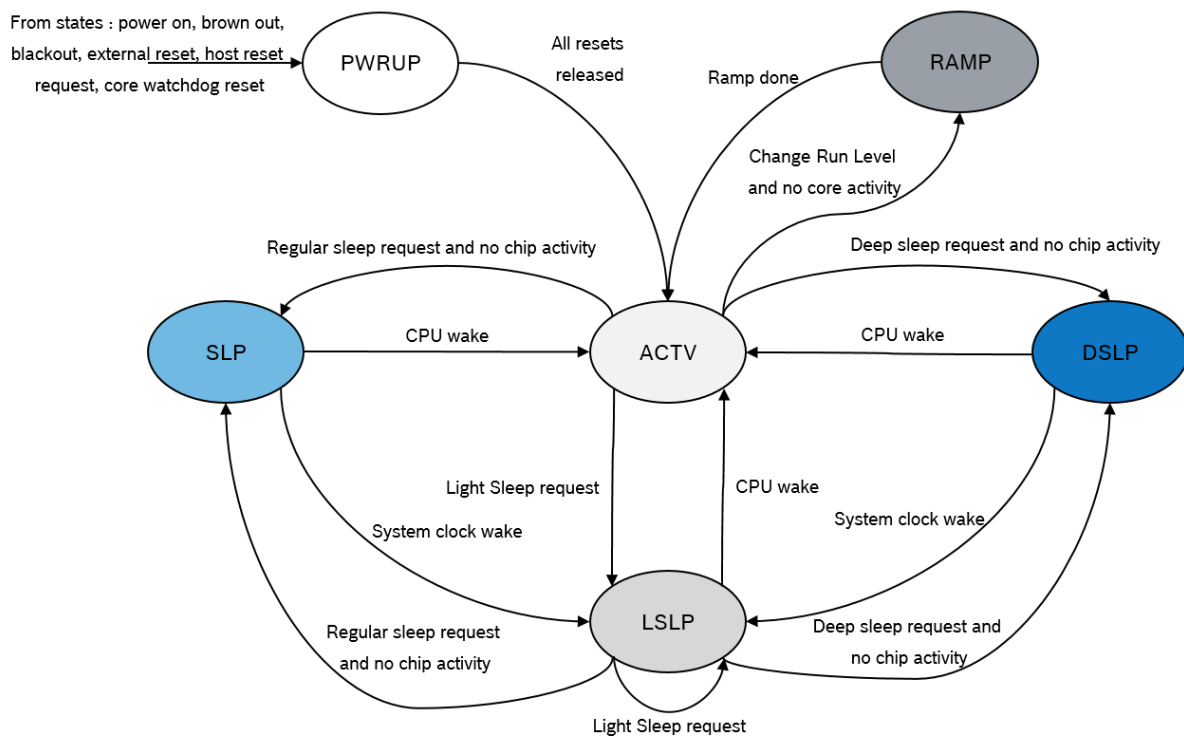 From states : power on, brown out,
blackout, external reset, host reset
request, core watchdog reset
PWRUP
All resets
released
Ramp done
RAMP
Change Run Level
and no core activity
Regular sleep request and no chip activity
Deep sleep request and no chip activity
SLP
CPU wake
ACTV
CPU wake
DSLP
Light Sleep request
CPU wake
System clock wake
System clock wake
LSLP
Regular sleep request
and no chip activity
Deep sleep request and
no chip activity
Light Sleep request